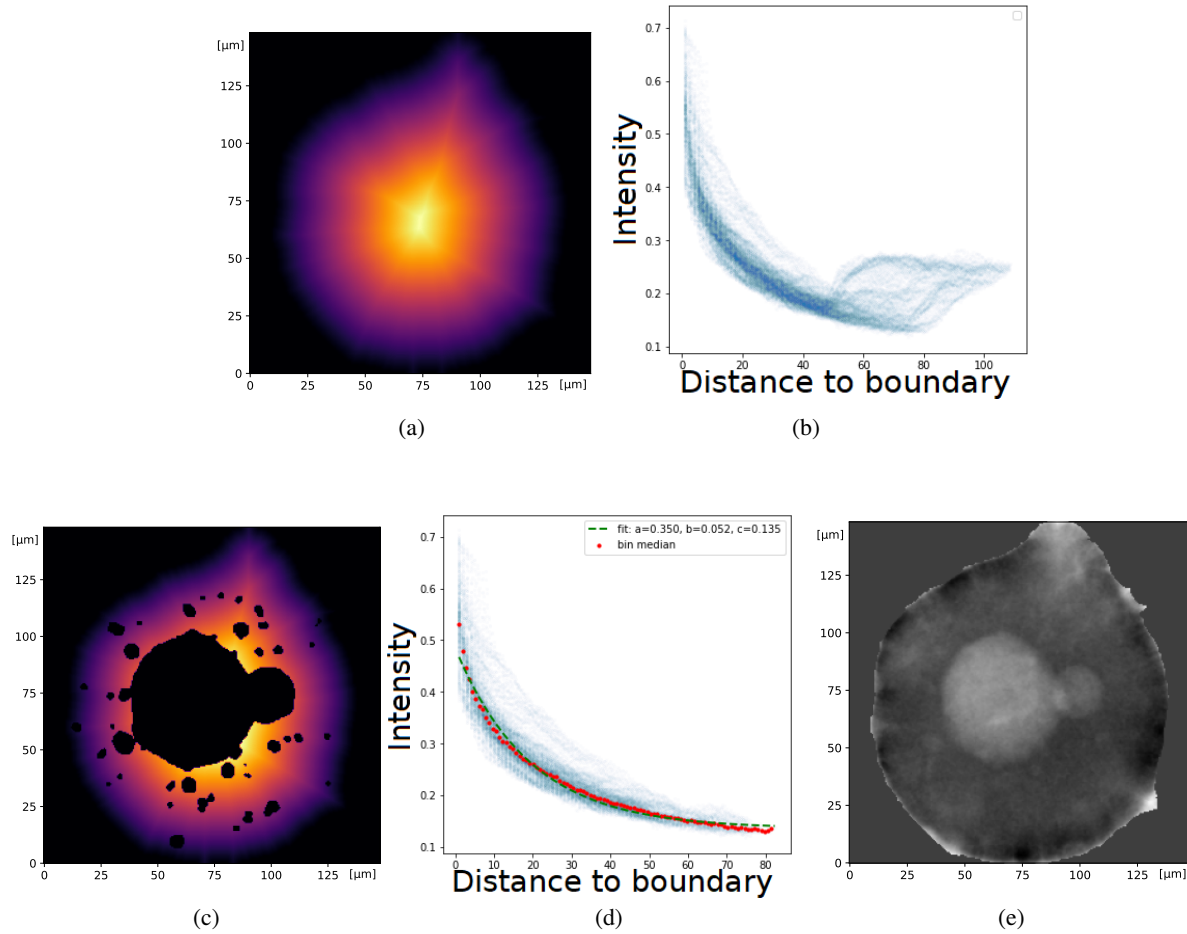 [µm]
125
100
75
50
25
0
0 25 50 75 100 125 [µm]
(a)
0.7
0.6
0.5
0.4
0.3
0.2
0.1
Intensity
0 20 40 60 80 100
Distance to boundary
(b)
[µm]
125
100
75
50
25
0
0 25 50 75 100 125 [µm]
(c)
fit: a=0.350, b=0.052, c=0.135
bin median
0.7
0.6
0.5
0.4
0.3
0.2
0.1
Intensity
0 10 20 30 40 50 60 70 80
Distance to boundary
(d)
[µm]
125
100
75
50
25
0
0 25 50 75 100 125 [µm]
(e)